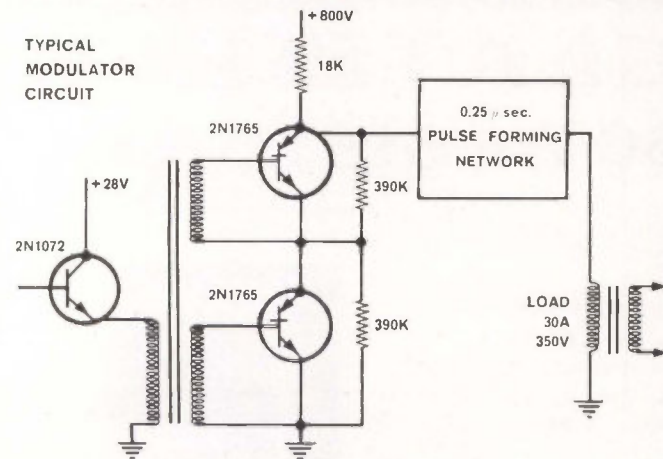 TYPICAL
MODULATOR
CIRCUIT
+800V
18K
2N1765
0.25 μ sec.
PULSE FORMING
NETWORK
390K
+28V
2N1072
2N1765
390K
LOAD
30A
350V